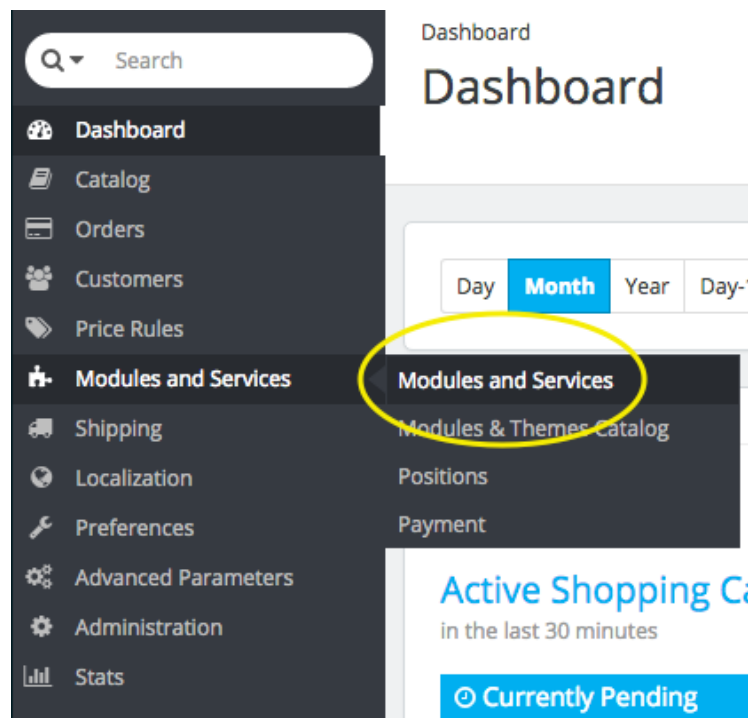 Search
Dashboard
Catalog
Orders
Customers
Price Rules
Modules and Services
Shipping
Localization
Preferences
Advanced Parameters
Administration
Stats
Modules and Services
Modules & Themes Catalog
Positions
Payment
Dashboard
Dashboard
Day Month Year
Active Shopping
in the last 30 minutes
Currently Pending